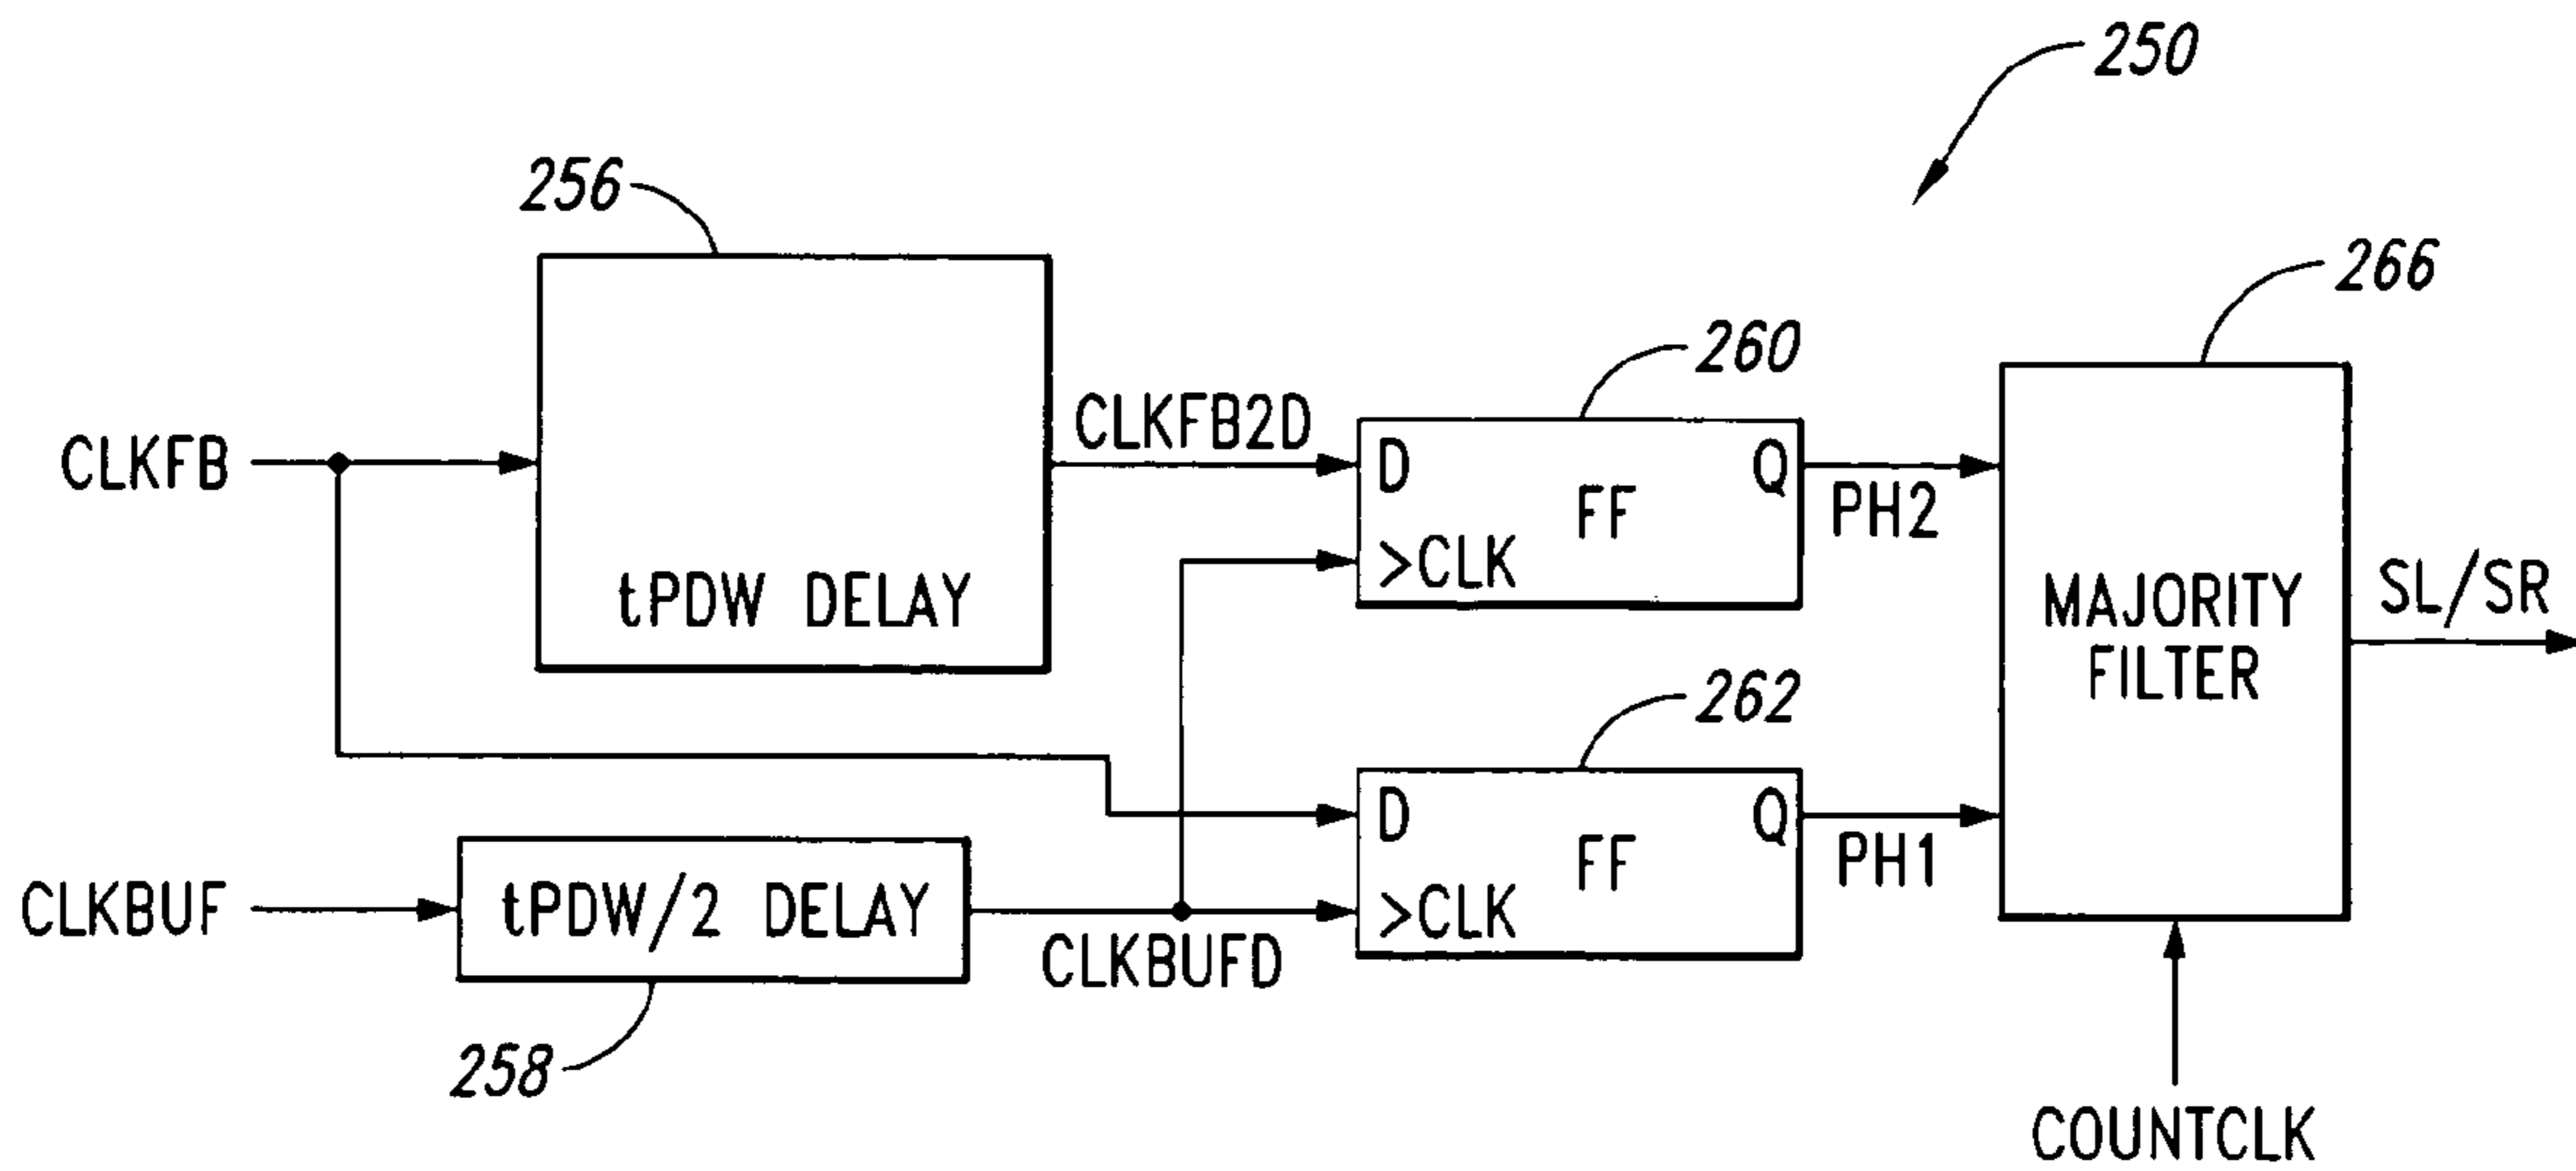 250
256
266
260
CLKFB2D
CLKFB
D
Q
FF
PH2
>CLK
tPDW DELAY
MAJORITY
FILTER
SL/SR
262
D
Q
FF
PH1
>CLK
CLKBUF
tPDW/2 DELAY
CLKBUFD
258
COUNTCLK